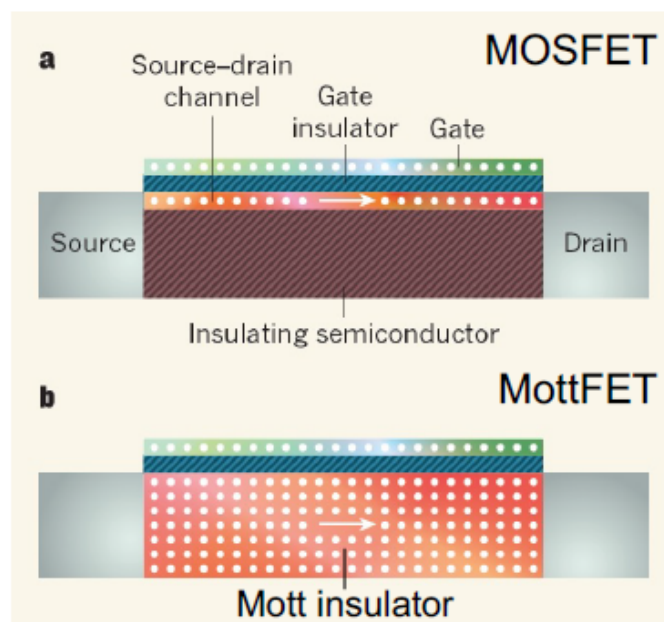 a
MOSFET
Source–drain
channel
Gate
insulator
Gate
Source
Drain
Insulating semiconductor
b
MottFET
Mott insulator